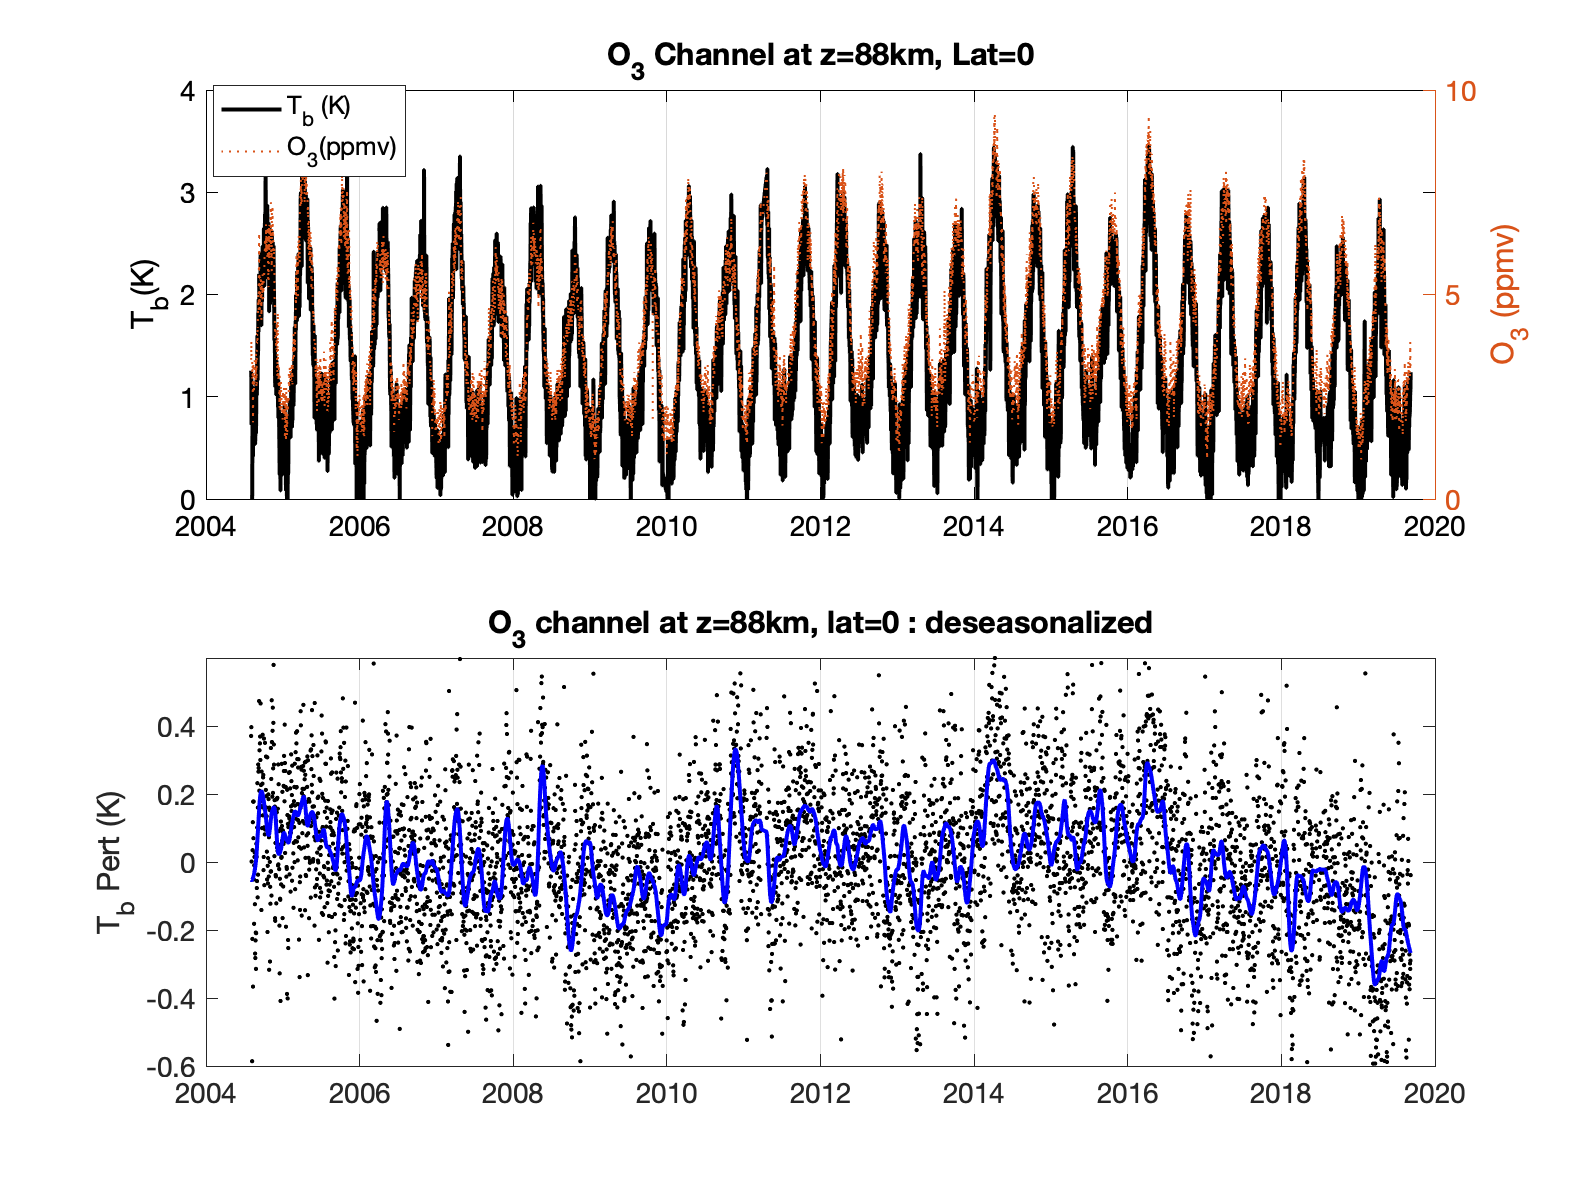 O3 Channel at z=88km, Lat=0
Tb (K)
O3(ppmv)
4
3
2
1
0
Tb(K)
10
5
0
O3 (ppmv)
2004 2006 2008 2010 2012 2014 2016 2018 2020
O3 channel at z=88km, lat=0 : deseasonalized
0.4
0.2
0
-0.2
-0.4
-0.6
Tb Pert (K)
2004 2006 2008 2010 2012 2014 2016 2018 2020